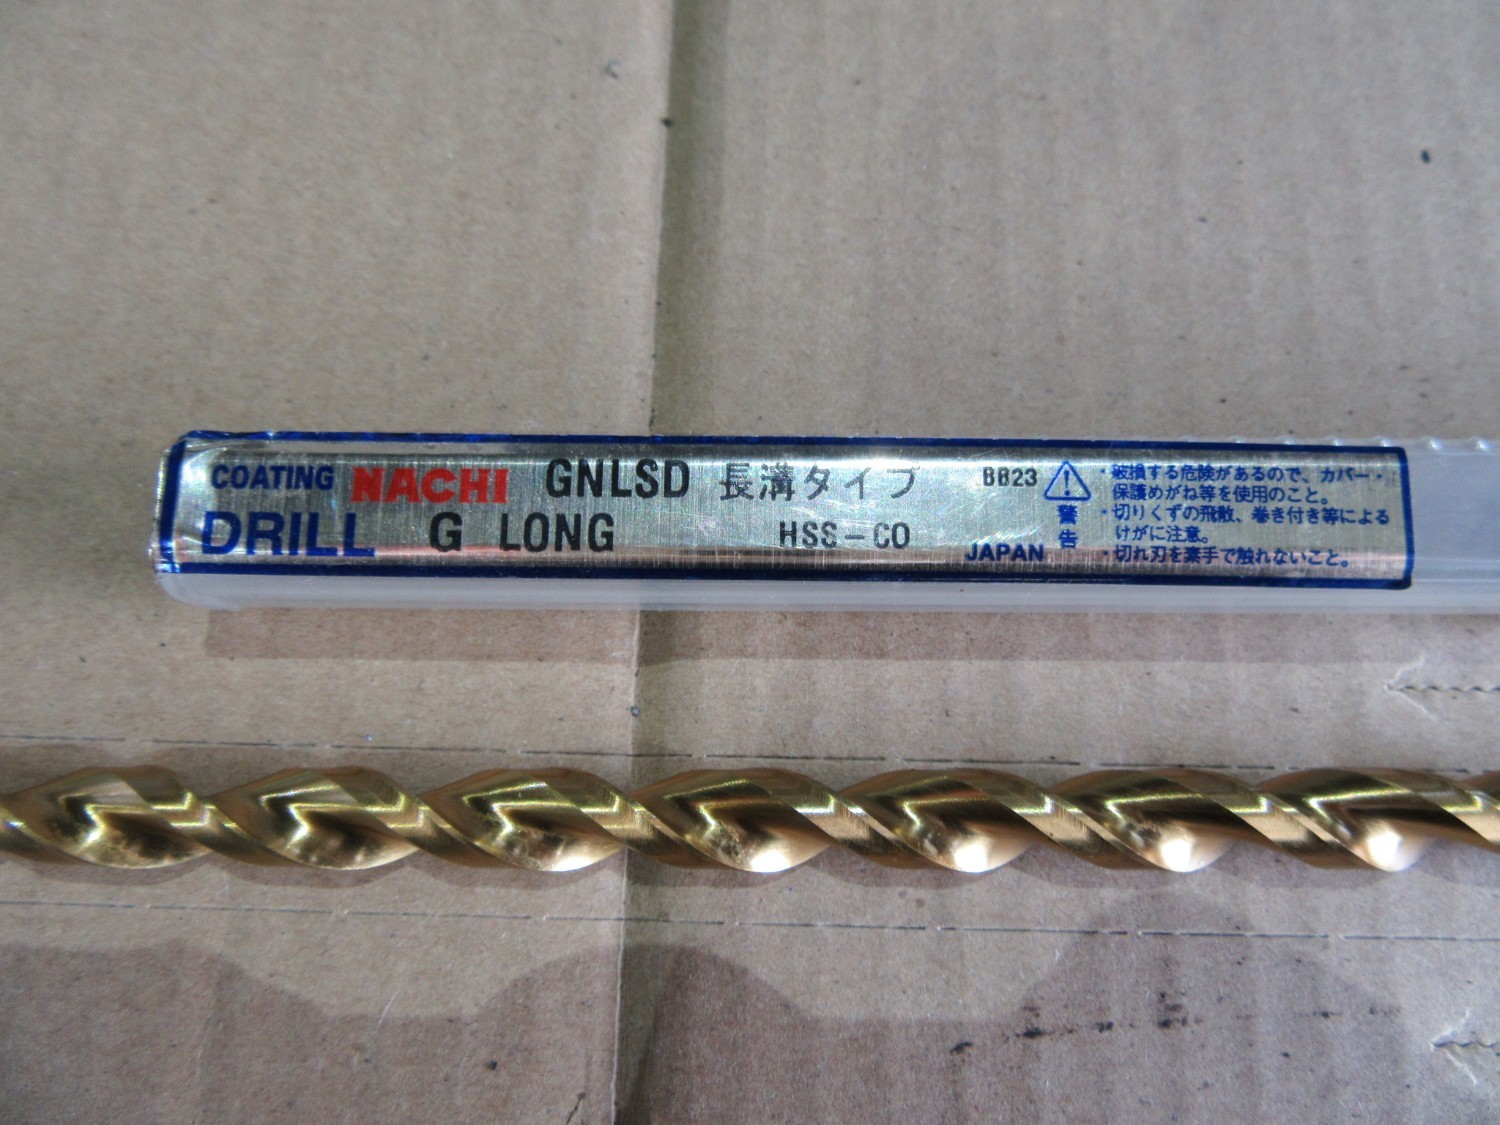 COATING NACHI GNLSD 長溝タイプ BB23
DRILL G LONG HSS-CO JAPAN
警告
・破損する危険があるので、カバー・
保護めがね等を使用のこと。
・切りくずの飛散、巻き付き等による
けがに注意。
・切れ刃を素手で触れないこと。